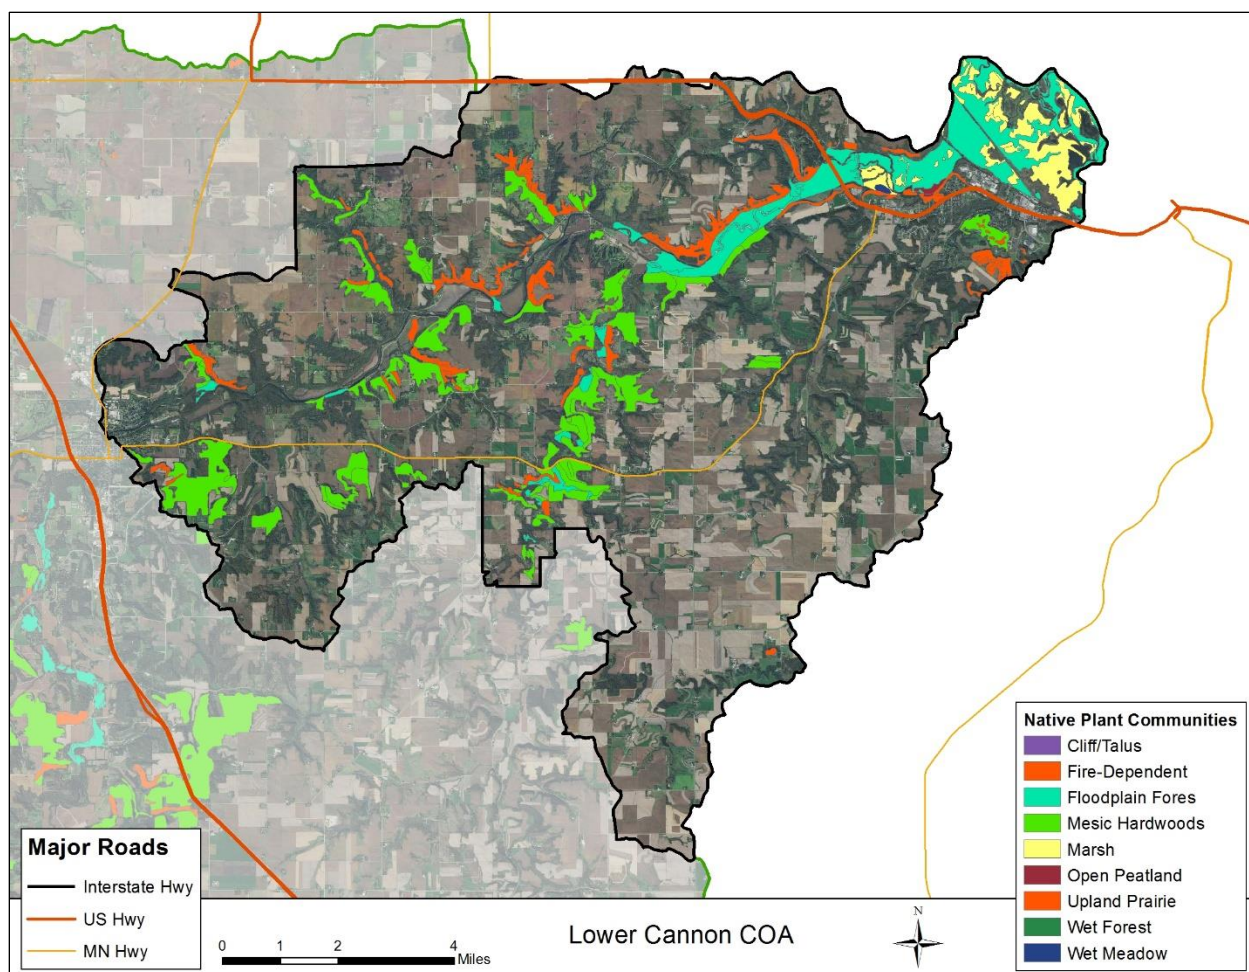 Native Plant Communities
Cliff/Talus
Fire-Dependent
Floodplain Fores
Mesic Hardwoods
Marsh
Open Peatland
Upland Prairie
Wet Forest
Wet Meadow
Major Roads
Interstate Hwy
US Hwy
MN Hwy
0 1 2 4
Miles
Lower Cannon COA
N